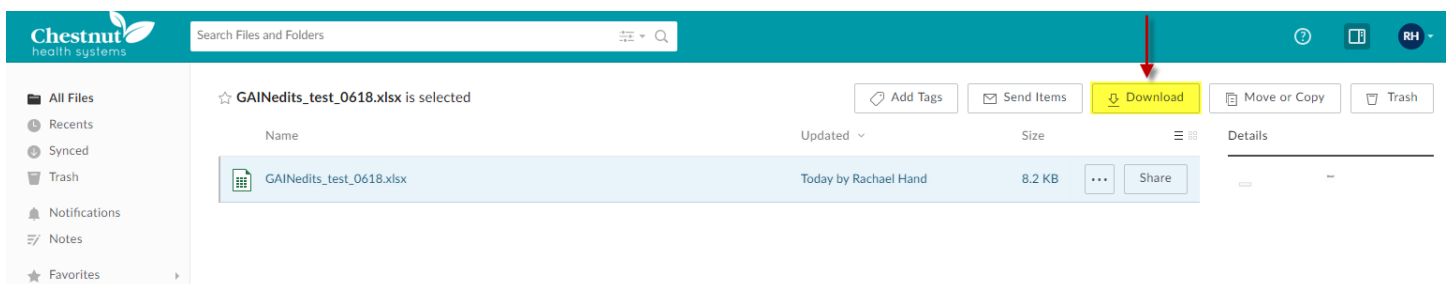 Chestnut
health systems
Search Files and Folders
RH
All Files
Recents
Synced
Trash
Notifications
Notes
Favorites
GAINedits_test_0618.xlsx is selected
Add Tags
Send Items
Download
Move or Copy
Trash
Name
Updated
Size
Details
GAINedits_test_0618.xlsx
Today by Rachael Hand
8.2 KB
Share